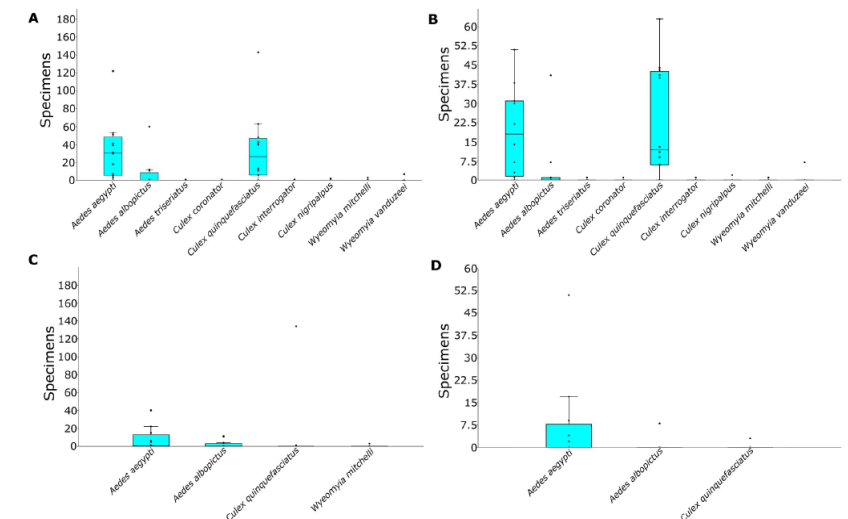 A
Specimens
180
160
140
120
100
80
60
40
20
0
Aedes aegypti
Aedes albopictus
Aedes triseriatus
Culex coronator
Culex quinquefasciatus
Culex interrogator
Culex nigripalpus
Wyeomyia mitchelli
Wyeomyia vanduzeei
B
Specimens
60
52.5
45
37.5
30
22.5
15
7.5
0
Aedes aegypti
Aedes albopictus
Aedes triseriatus
Culex coronator
Culex quinquefasciatus
Culex interrogator
Culex nigripalpus
Wyeomyia mitchelli
Wyeomyia vanduzeei
C
Specimens
180
160
140
120
100
80
60
40
20
0
Aedes aegypti
Aedes albopictus
Culex quinquefasciatus
Wyeomyia mitchelli
D
Specimens
60
52.5
45
37.5
30
22.5
15
7.5
0
Aedes aegypti
Aedes albopictus
Culex quinquefasciatus